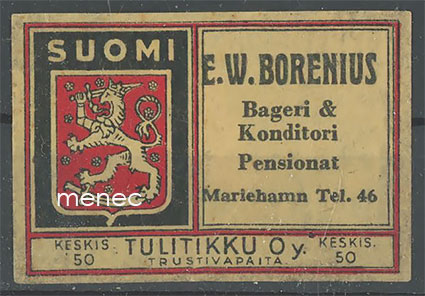 SUOMI
menec
E.W. BORENIUS
Bageri &
Konditori
Pensionat
Mariehamn Tel. 46
KESKIS.
50
TULITIKKU Oy.
TRUSTIVAPAITA
KESKIS.
50